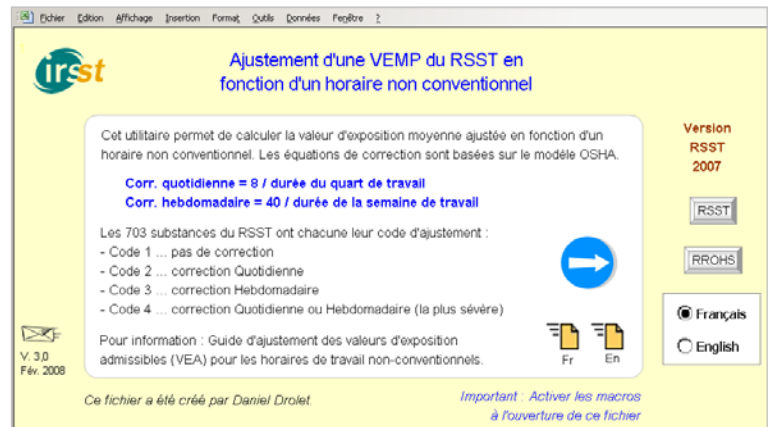 Fichier Edition Affichage Insertion Format Outils Données Fenêtre ?
irsst
Ajustement d'une VEMP du RSST en
fonction d'un horaire non conventionnel
Cet utilitaire permet de calculer la valeur d'exposition moyenne ajustée en fonction d'un
horaire non conventionnel. Les équations de correction sont basées sur le modèle OSHA.
Corr. quotidienne = 8 / durée du quart de travail
Corr. hebdomadaire = 40 / durée de la semaine de travail
Les 703 substances du RSST ont chacune leur code d'ajustement :
- Code 1 ... pas de correction
- Code 2 ... correction Quotidienne
- Code 3 ... correction Hebdomadaire
- Code 4 ... correction Quotidienne ou Hebdomadaire (la plus sévère)
Pour information : Guide d'ajustement des valeurs d'exposition
admissibles (VEA) pour les horaires de travail non-conventionnels.
Fr En
Version
RSST
2007
RSST
RROHS
Français
English
V. 3,0
Fév. 2008
Ce fichier a été créé par Daniel Drolet.
Important : Activer les macros
à l'ouverture de ce fichier